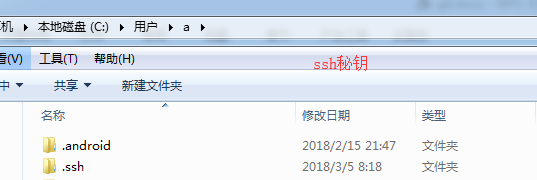 机 ▸ 本地磁盘 (C:) ▸ 用户 ▸ a ▸
看(V) 工具(T) 帮助(H)
ssh秘钥
中 ▾ 共享 ▾ 新建文件夹
名称 修改日期 类型
.android 2018/2/15 21:47 文件夹
.ssh 2018/3/5 8:18 文件夹